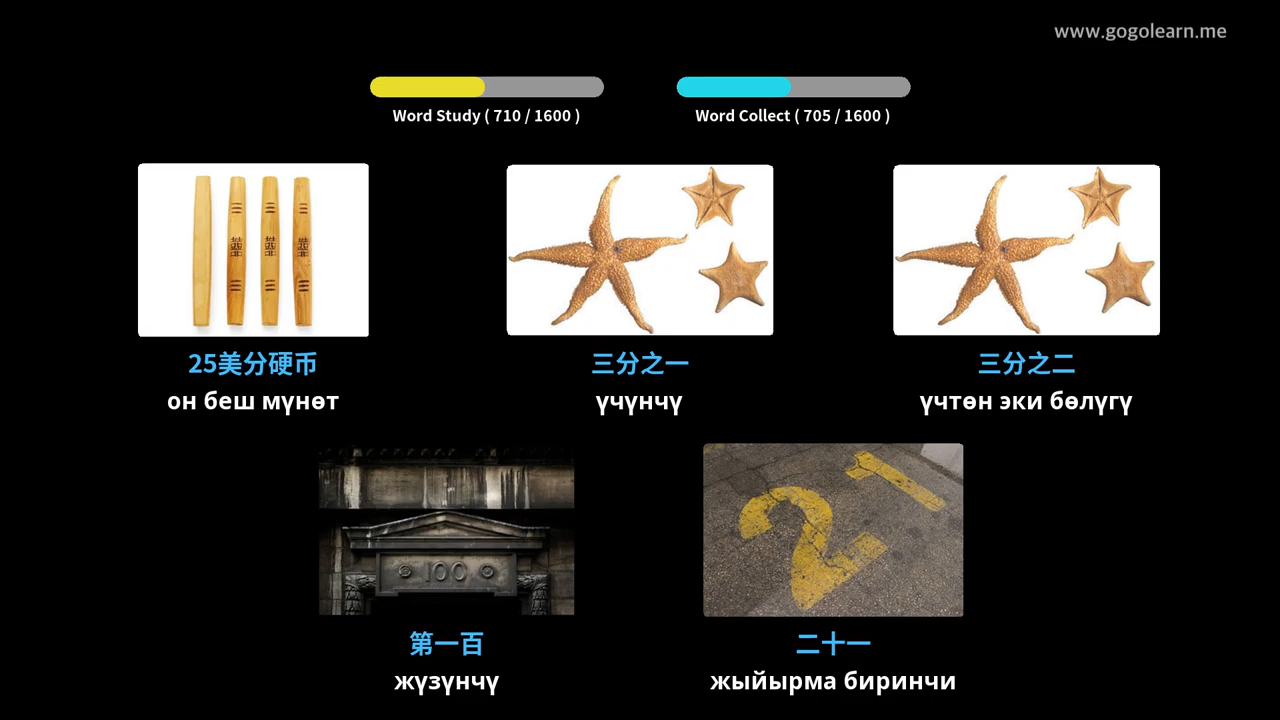 www.gogolearn.me
Word Study ( 710 / 1600 )
Word Collect ( 705 / 1600 )
25美分硬币
三分之一
三分之二
он беш мүнөт
үчүнчү
үчтөн эки бөлүгү
100
21
第一百
二十一
жүзүнчү
жыйырма биринчи